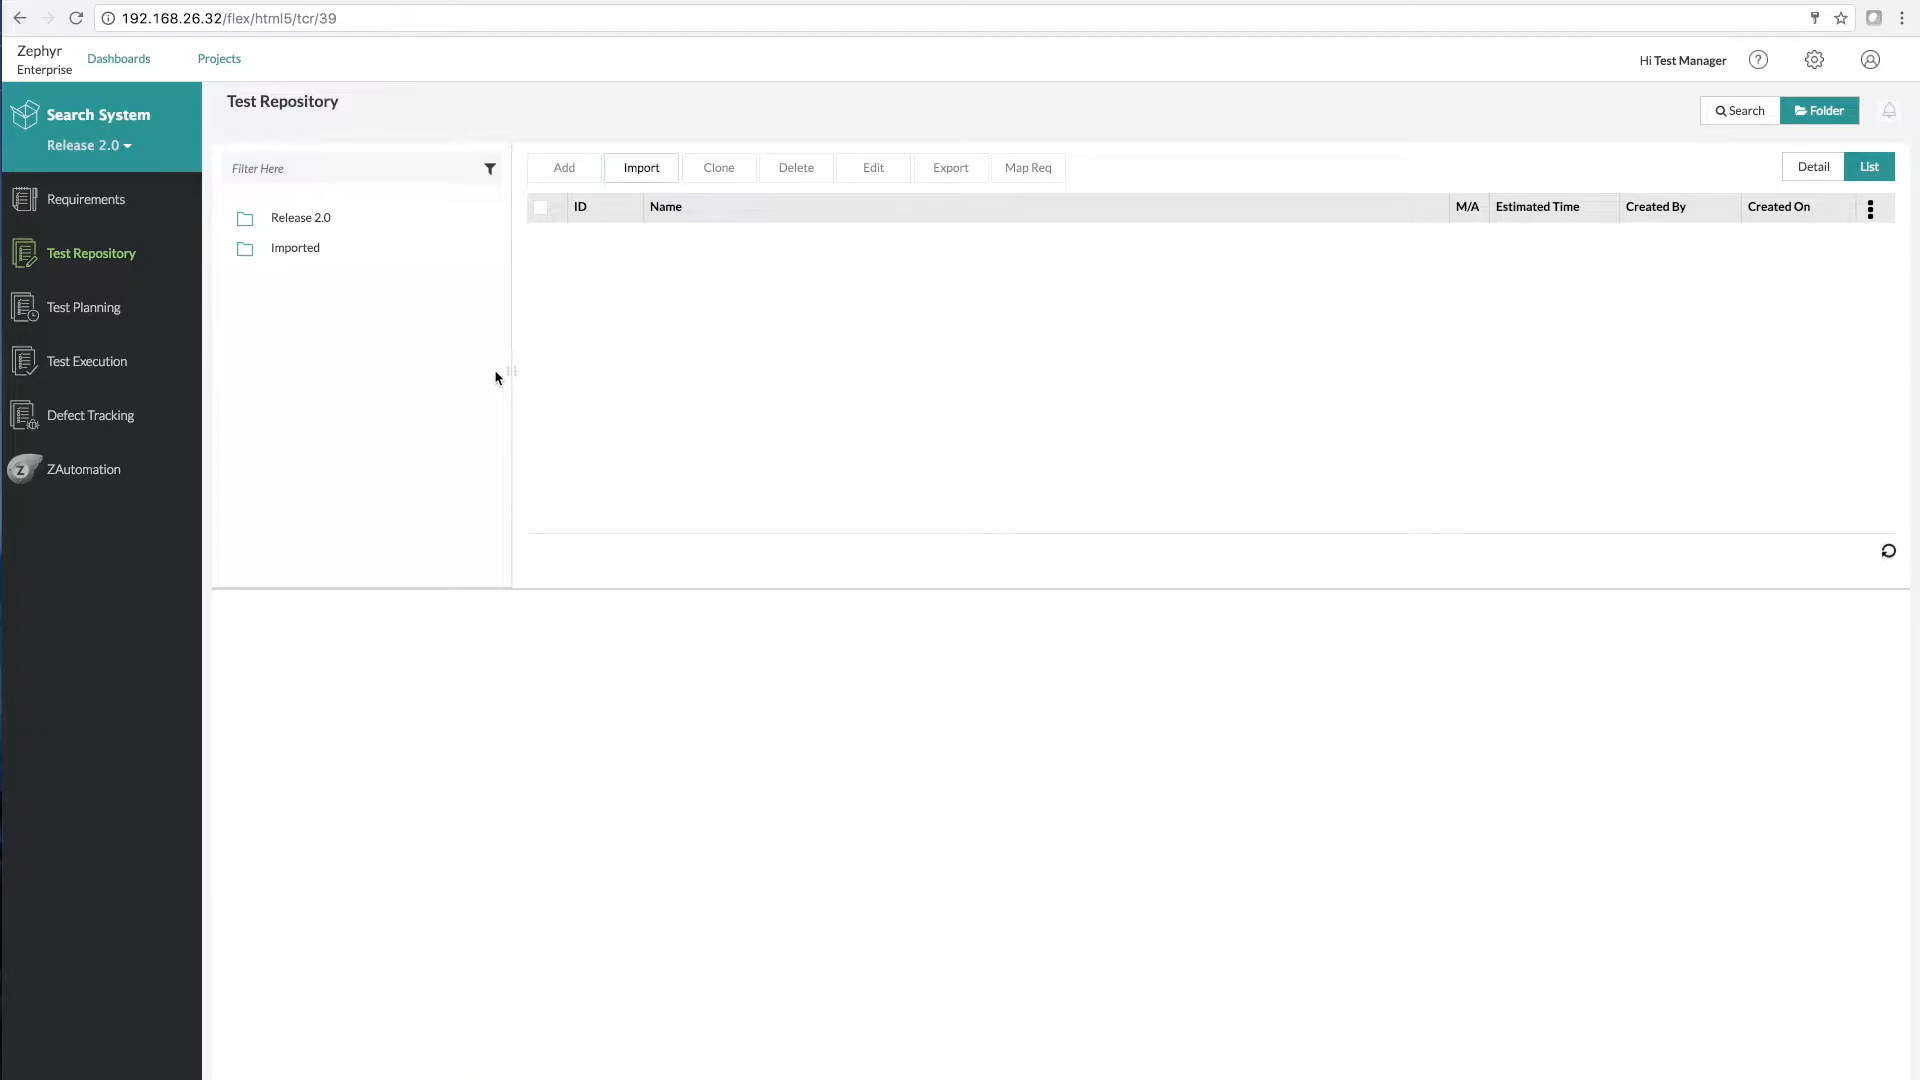 192.168.26.32/flex/html5/tcr/39
Zephyr
Enterprise
Dashboards
Projects
Hi Test Manager
?
Search System
Release 2.0
Test Repository
Search
Folder
Requirements
Test Repository
Test Planning
Test Execution
Defect Tracking
Z
ZAutomation
Filter Here
Release 2.0
Imported
Add
Import
Clone
Delete
Edit
Export
Map Req
Detail
List
ID
Name
M/A
Estimated Time
Created By
Created On